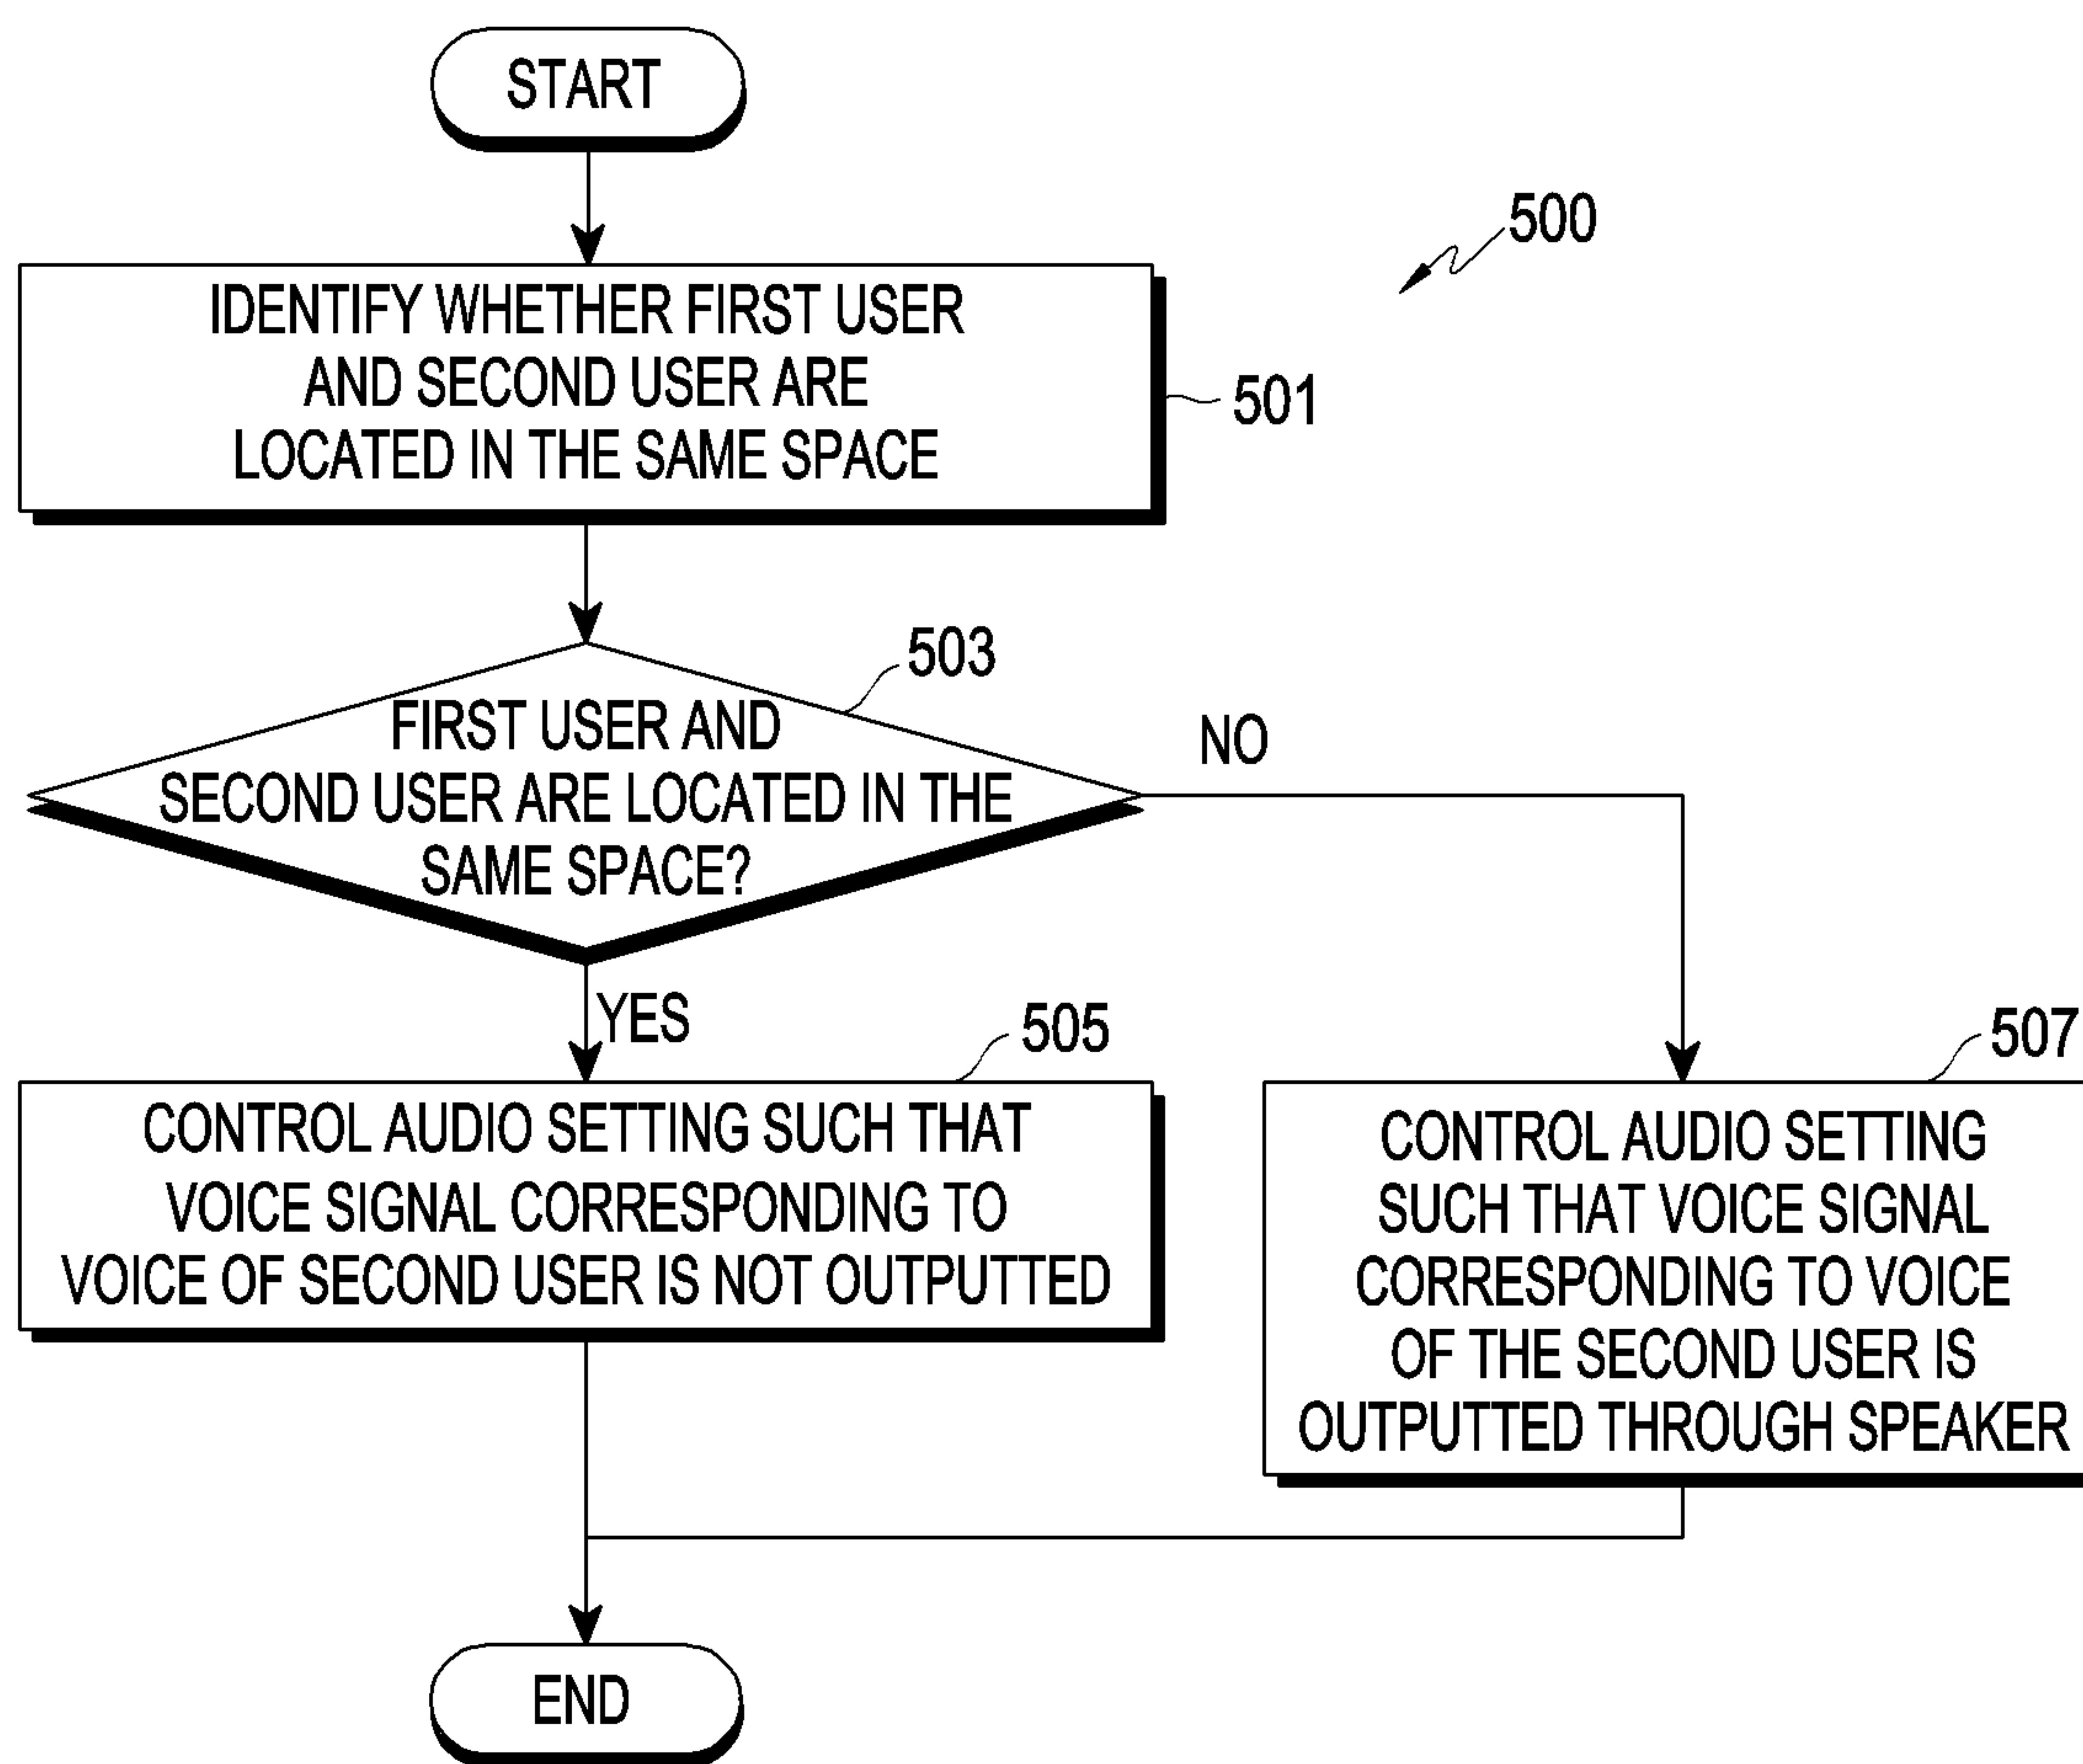 START
500
IDENTIFY WHETHER FIRST USER
AND SECOND USER ARE
LOCATED IN THE SAME SPACE
501
503
FIRST USER AND
SECOND USER ARE LOCATED IN THE
SAME SPACE?
NO
YES
505
CONTROL AUDIO SETTING SUCH THAT
VOICE SIGNAL CORRESPONDING TO
VOICE OF SECOND USER IS NOT OUTPUTTED
507
CONTROL AUDIO SETTING
SUCH THAT VOICE SIGNAL
CORRESPONDING TO VOICE
OF THE SECOND USER IS
OUTPUTTED THROUGH SPEAKER
END